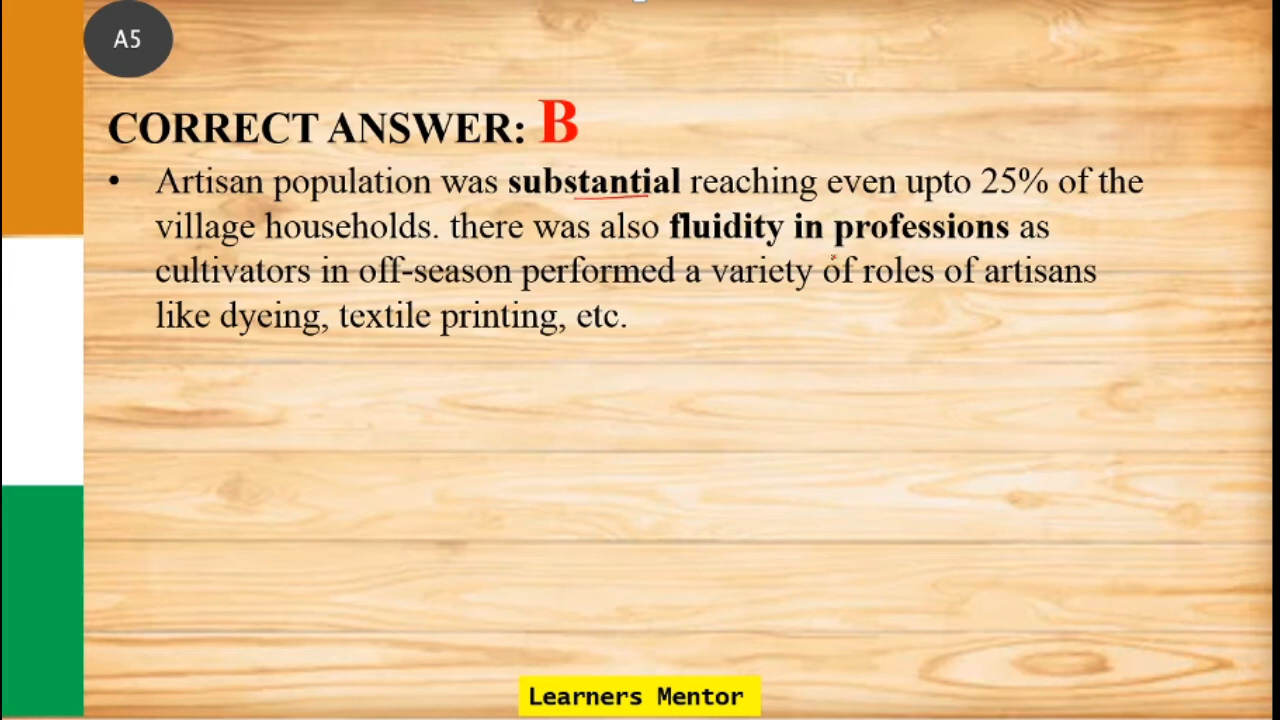 A5
CORRECT ANSWER: B
• Artisan population was substantial reaching even upto 25% of the
village households. there was also fluidity in professions as
cultivators in off-season performed a variety of roles of artisans
like dyeing, textile printing, etc.
Learners Mentor